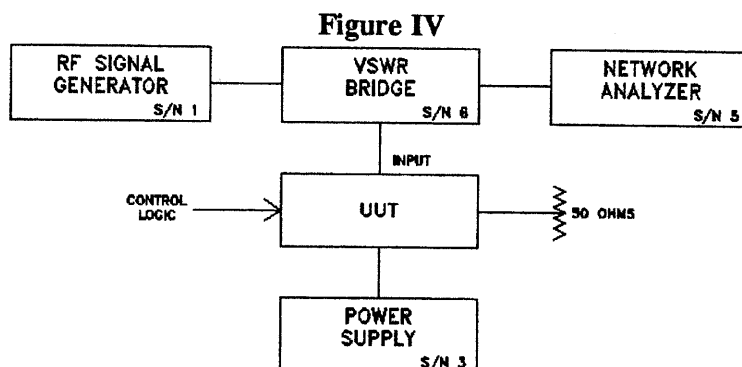 Figure IV
RF SIGNAL
GENERATOR
S/N 1
VSWR
BRIDGE
S/N 6
NETWORK
ANALYZER
S/N 5
INPUT
CONTROL
LOGIC
UUT
50 OHMS
POWER
SUPPLY
S/N 3